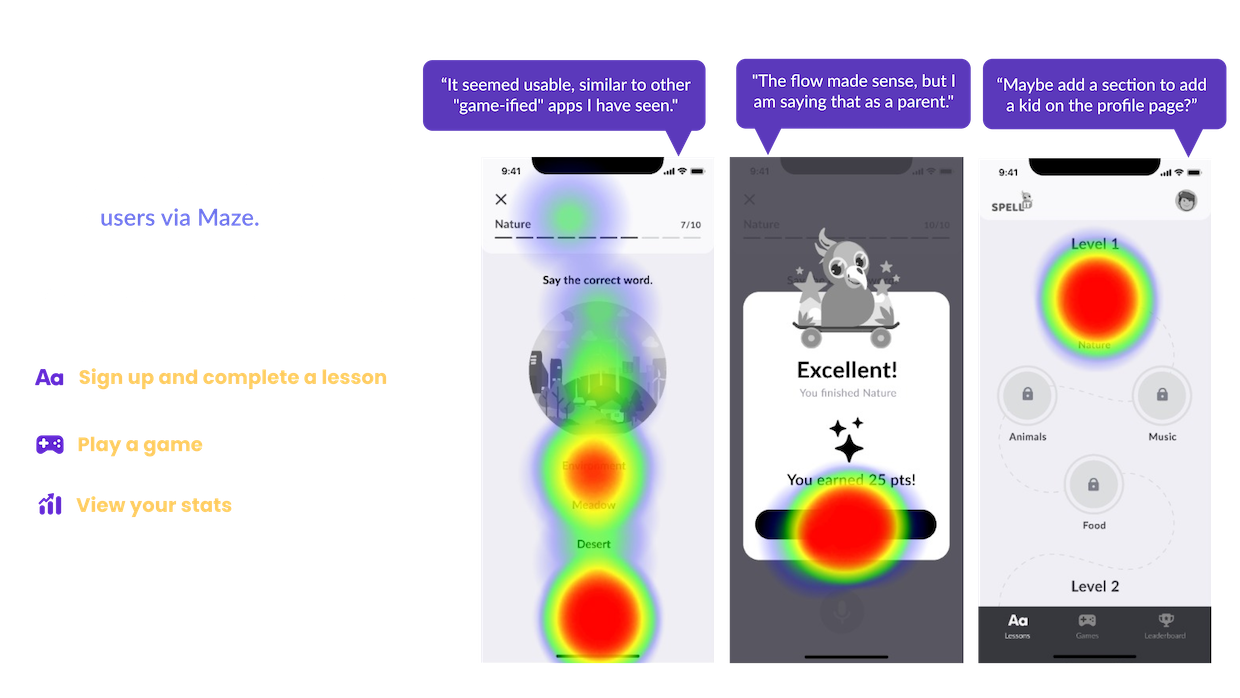 “It seemed usable, similar to other
"game-ified" apps I have seen."
"The flow made sense, but I
am saying that as a parent."
“Maybe add a section to add
a kid on the profile page?”
users via Maze.
Aa Sign up and complete a lesson
Play a game
View your stats
9:41
Nature 7/10
Say the correct word.
Environment
Meadow
Desert
9:41
Nature 10/10
Excellent!
You finished Nature
You earned 25 pts!
9:41
SPELL IT
Level 1
Nature
Animals
Music
Food
Level 2
Aa
Lessons
Games
Leaderboard